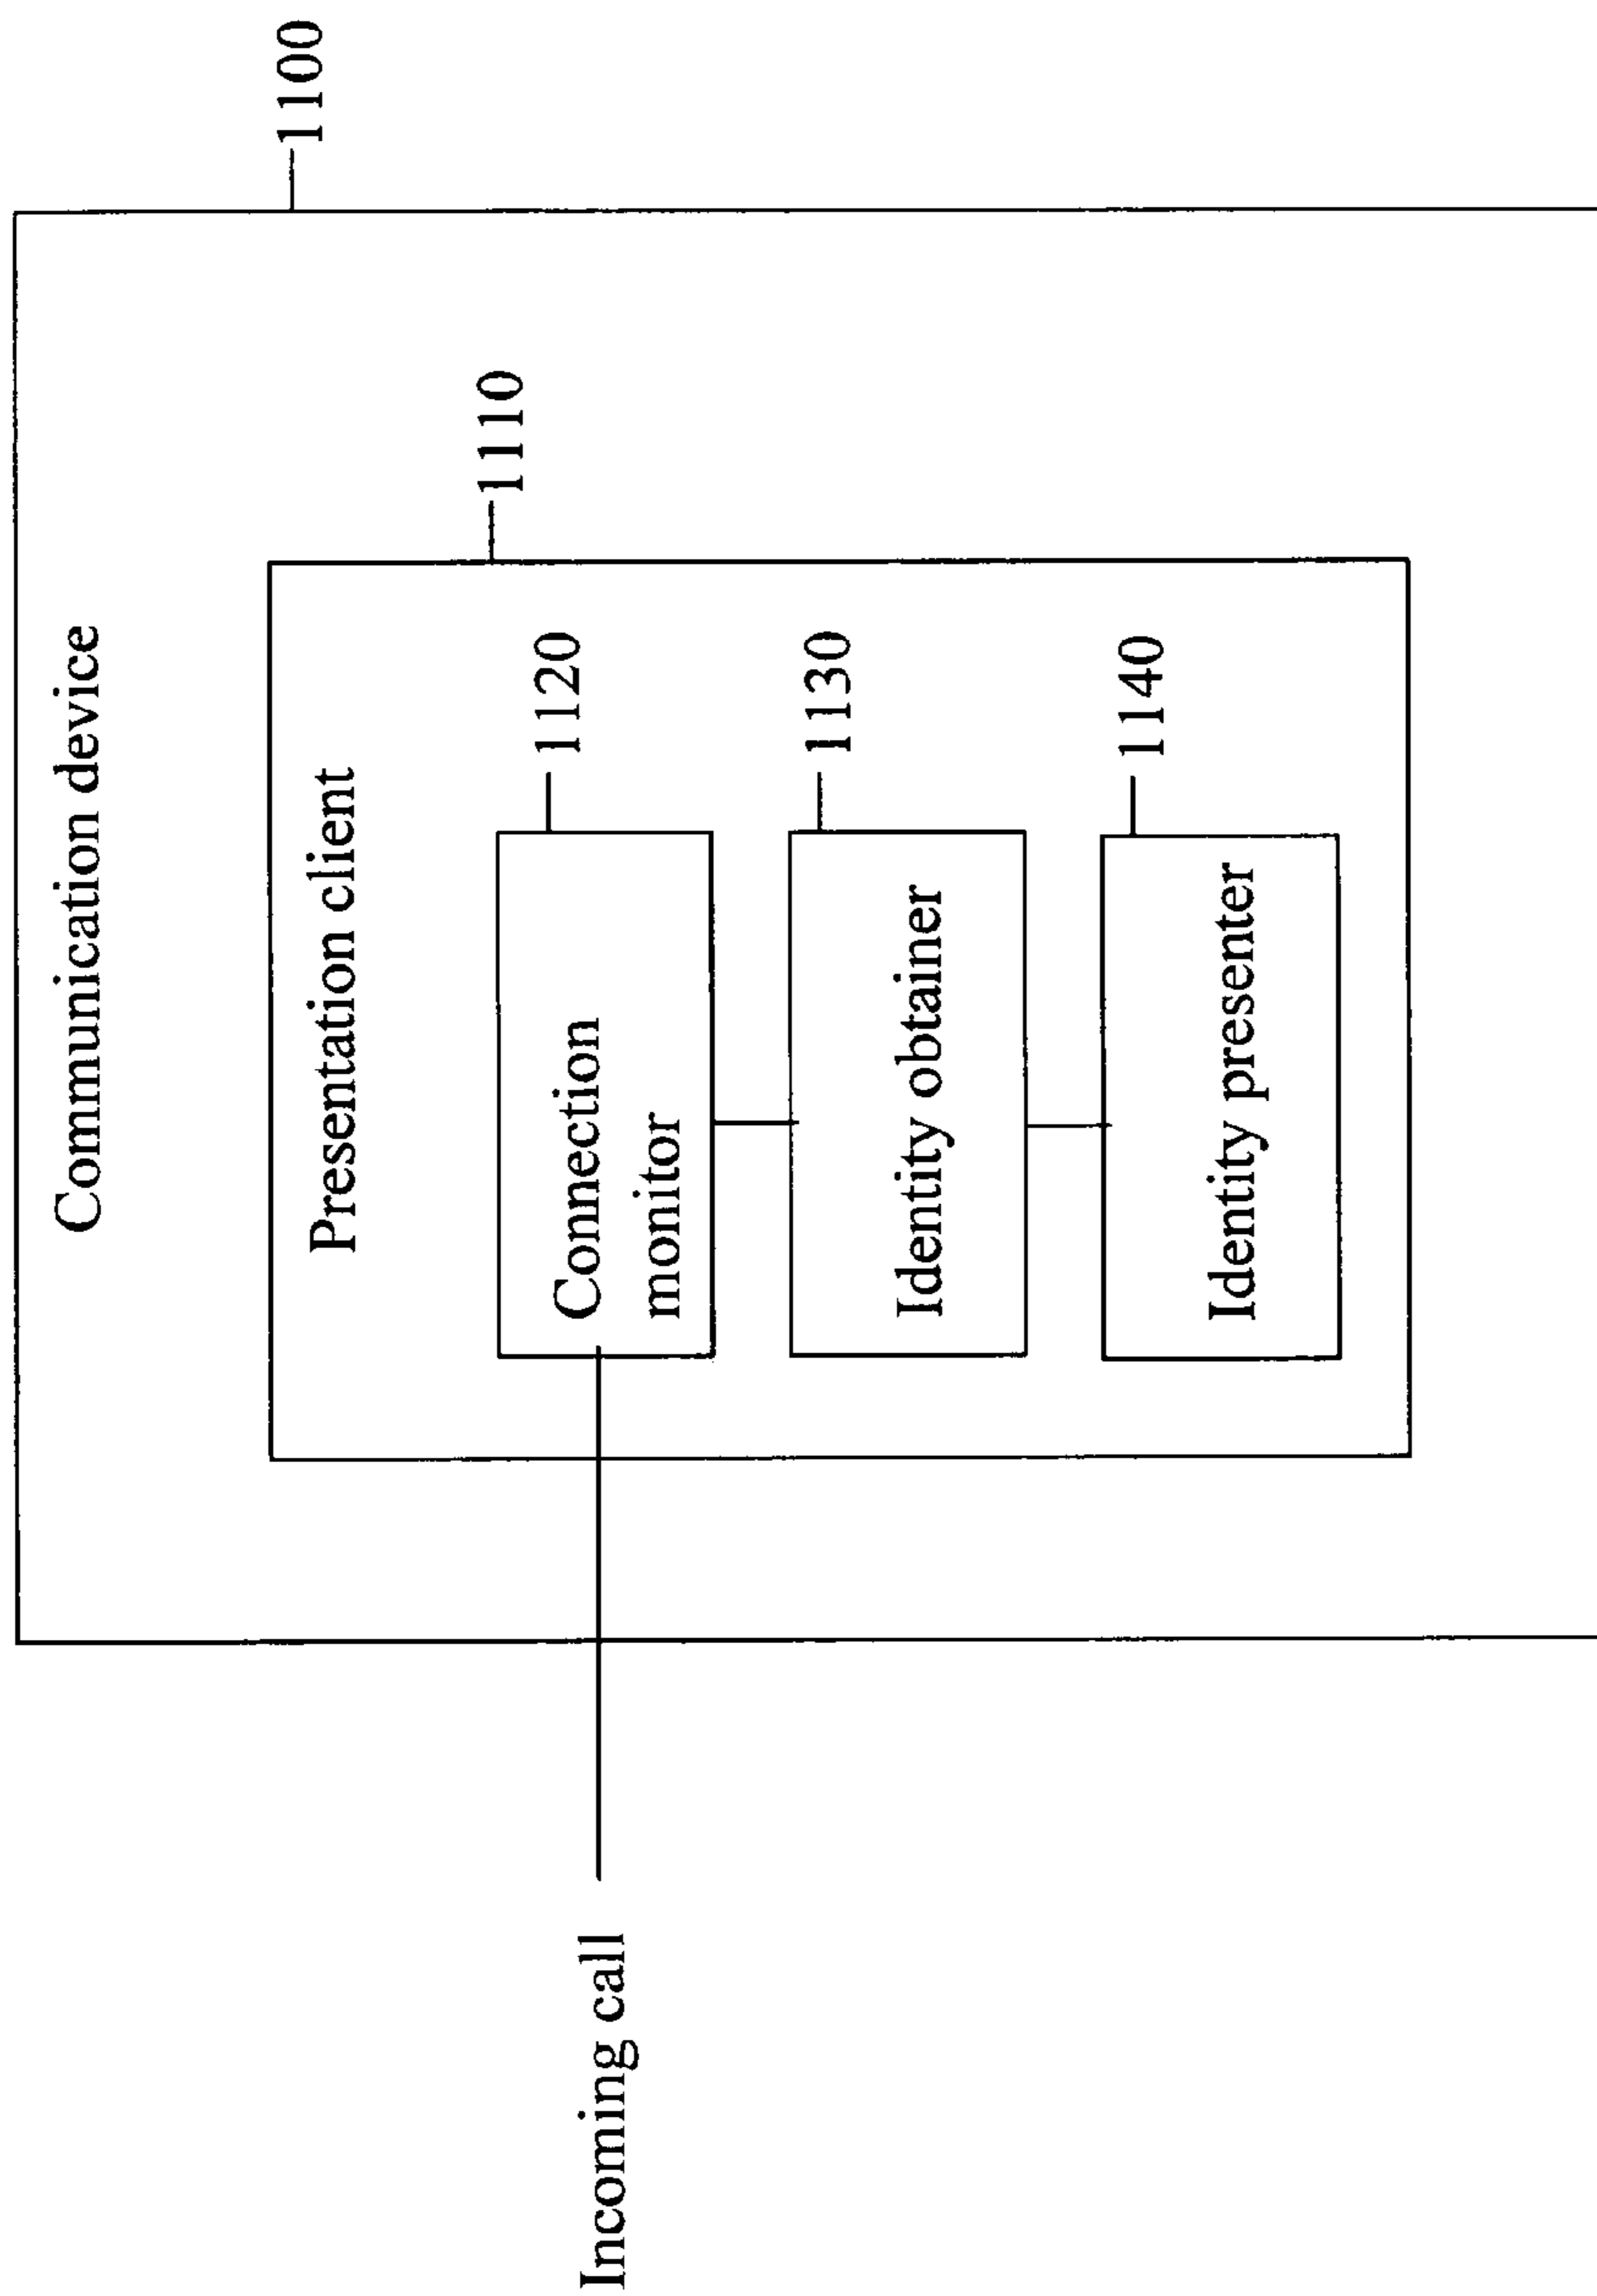 Communication device
1100
Presentation client
1110
Incoming call
Connection
monitor
1120
Identity obtainer
1130
Identity presenter
1140